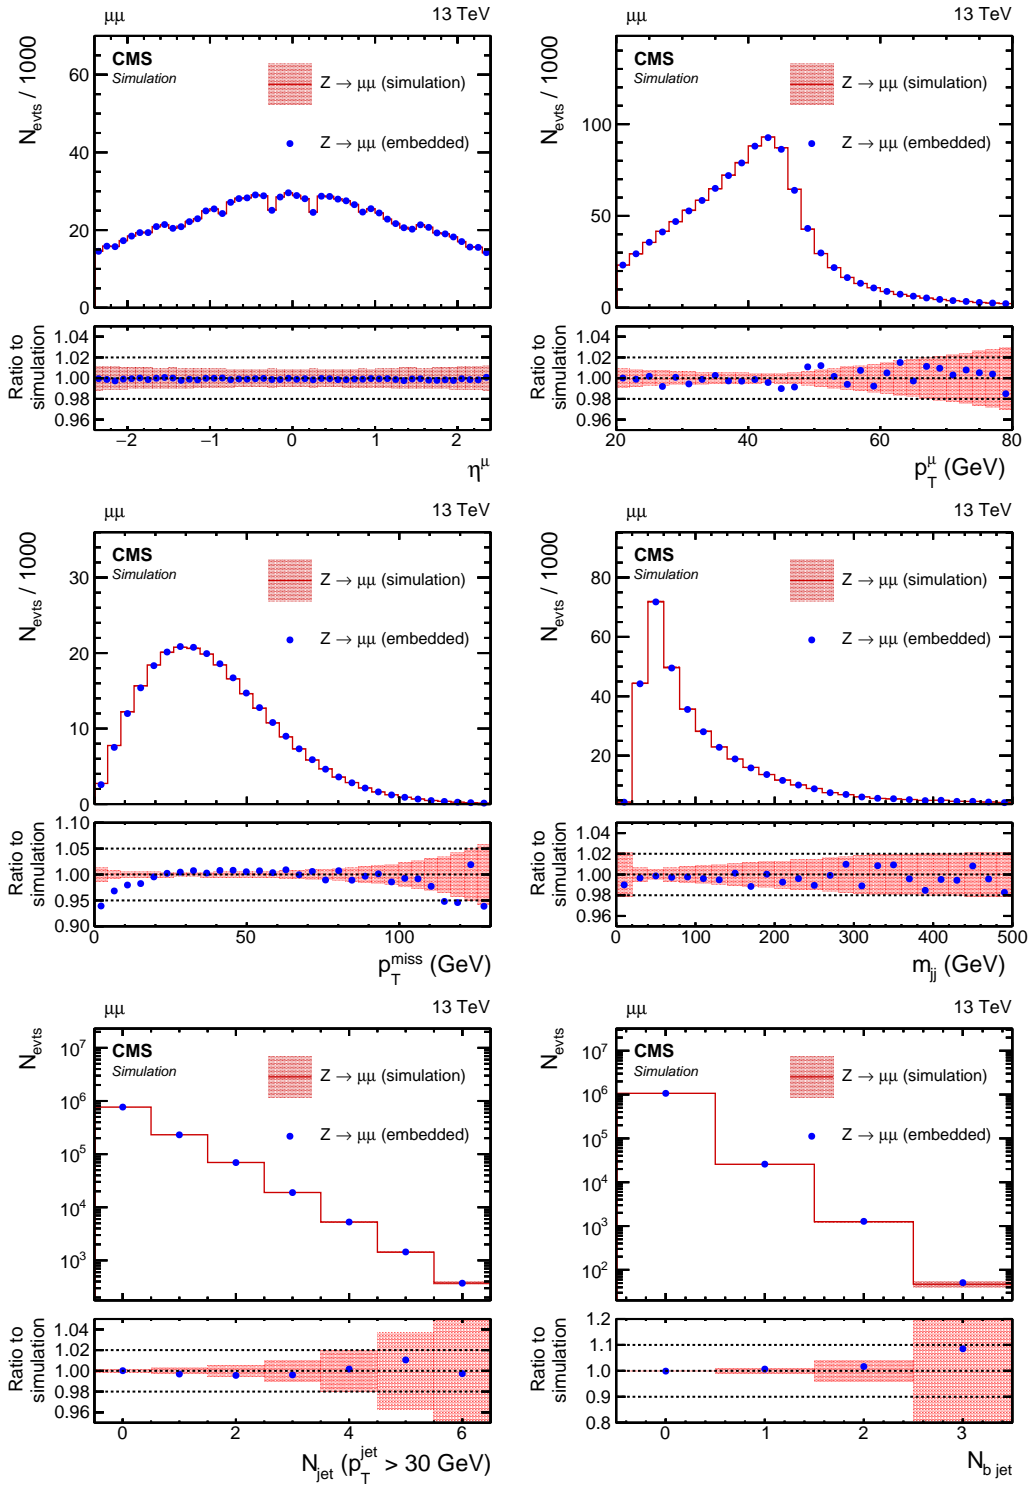 μμ 13 TeV
CMS
Simulation
Z → μμ (simulation)
Z → μμ (embedded)
N_evts / 1000
60
40
20
0
Ratio to simulation
1.04
1.02
1.00
0.98
0.96
−2 −1 0 1 2
η^μ
μμ 13 TeV
CMS
Simulation
Z → μμ (simulation)
Z → μμ (embedded)
N_evts / 1000
100
50
0
Ratio to simulation
1.04
1.02
1.00
0.98
0.96
20 40 60 80
p_T^μ (GeV)
μμ 13 TeV
CMS
Simulation
Z → μμ (simulation)
Z → μμ (embedded)
N_evts / 1000
30
20
10
0
Ratio to simulation
1.10
1.05
1.00
0.95
0.90
0 50 100
p_T^miss (GeV)
μμ 13 TeV
CMS
Simulation
Z → μμ (simulation)
Z → μμ (embedded)
N_evts / 1000
80
60
40
20
Ratio to simulation
1.04
1.02
1.00
0.98
0.96
0 100 200 300 400 500
m_jj (GeV)
μμ 13 TeV
CMS
Simulation
Z → μμ (simulation)
Z → μμ (embedded)
N_evts
10^7
10^6
10^5
10^4
10^3
Ratio to simulation
1.04
1.02
1.00
0.98
0.96
0 2 4 6
N_jet (p_T^jet > 30 GeV)
μμ 13 TeV
CMS
Simulation
Z → μμ (simulation)
Z → μμ (embedded)
N_evts
10^7
10^6
10^5
10^4
10^3
10^2
Ratio to simulation
1.2
1.1
1.0
0.9
0.8
0 1 2 3
N_b jet